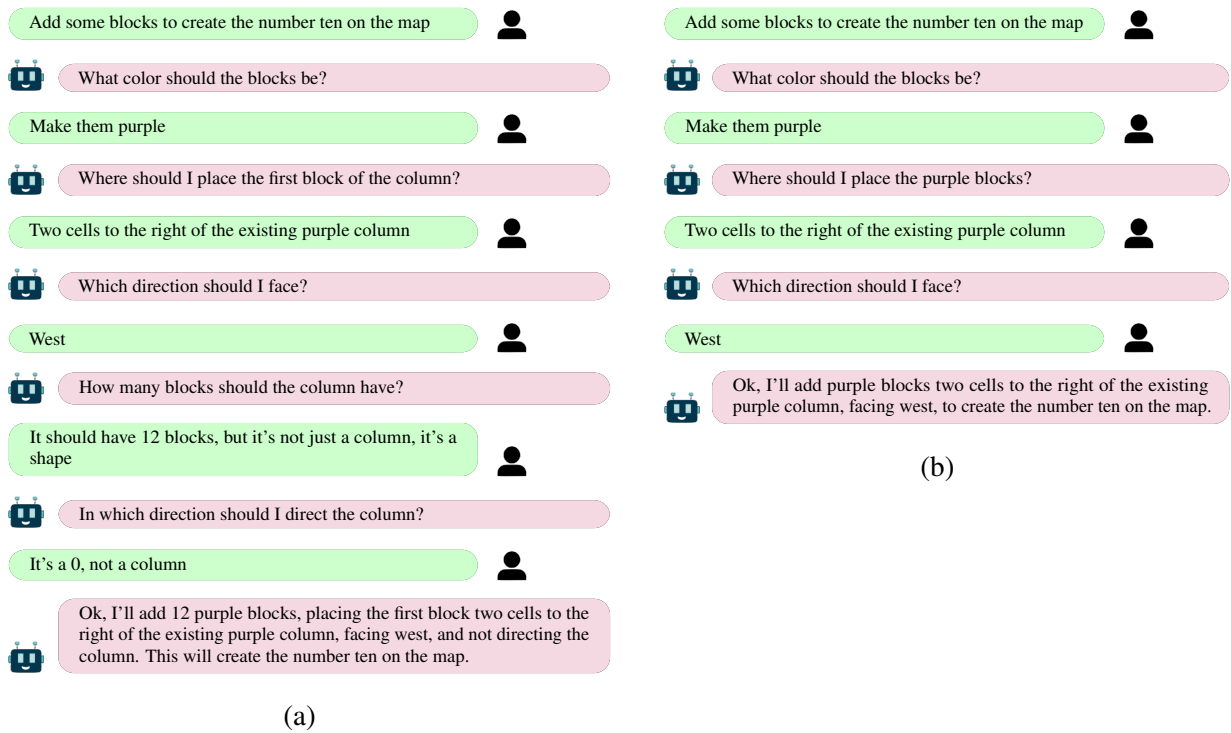 Add some blocks to create the number ten on the map
What color should the blocks be?
Make them purple
Where should I place the first block of the column?
Two cells to the right of the existing purple column
Which direction should I face?
West
How many blocks should the column have?
It should have 12 blocks, but it's not just a column, it's a
shape
In which direction should I direct the column?
It's a 0, not a column
Ok, I'll add 12 purple blocks, placing the first block two cells to the
right of the existing purple column, facing west, and not directing the
column. This will create the number ten on the map.
(a)
Add some blocks to create the number ten on the map
What color should the blocks be?
Make them purple
Where should I place the purple blocks?
Two cells to the right of the existing purple column
Which direction should I face?
West
Ok, I'll add purple blocks two cells to the right of the existing
purple column, facing west, to create the number ten on the map.
(b)